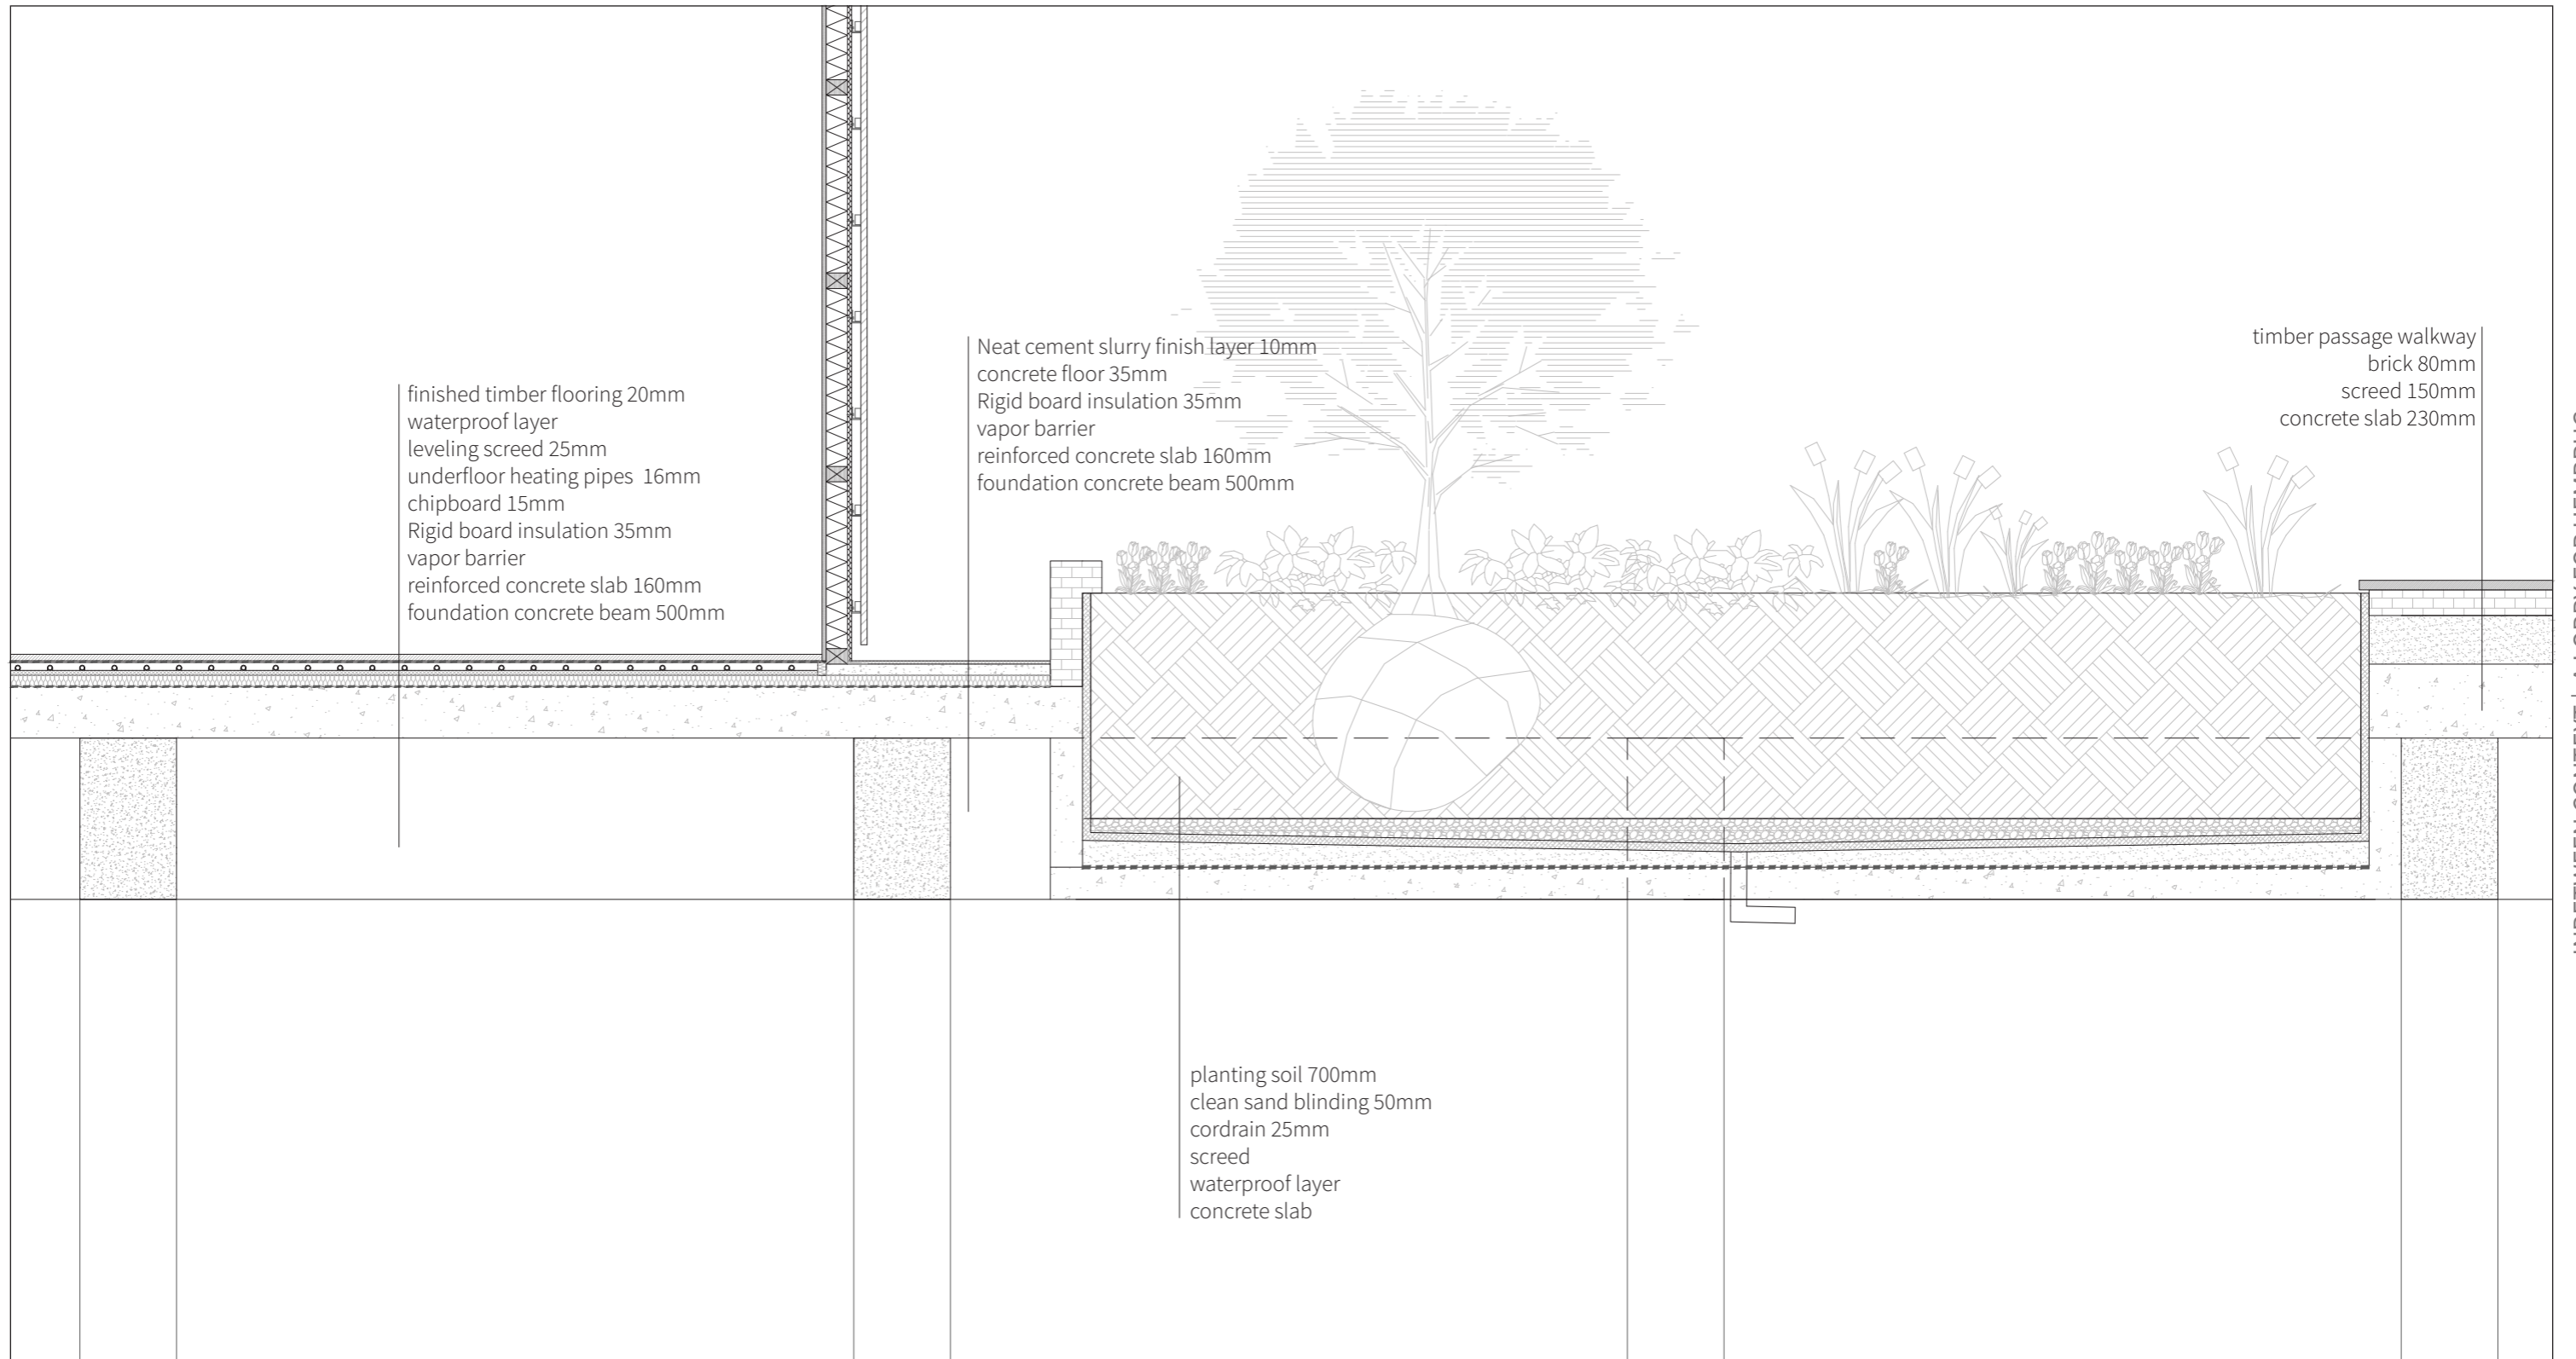 finished timber flooring 20mm
waterproof layer
leveling screed 25mm
underfloor heating pipes  16mm
chipboard 15mm
Rigid board insulation 35mm
vapor barrier
reinforced concrete slab 160mm
foundation concrete beam 500mm
Neat cement slurry finish layer 10mm
concrete floor 35mm
Rigid board insulation 35mm
vapor barrier
reinforced concrete slab 160mm
foundation concrete beam 500mm
timber passage walkway
brick 80mm
screed 150mm
concrete slab 230mm
planting soil 700mm
clean sand blinding 50mm
cordrain 25mm
screed
waterproof layer
concrete slab